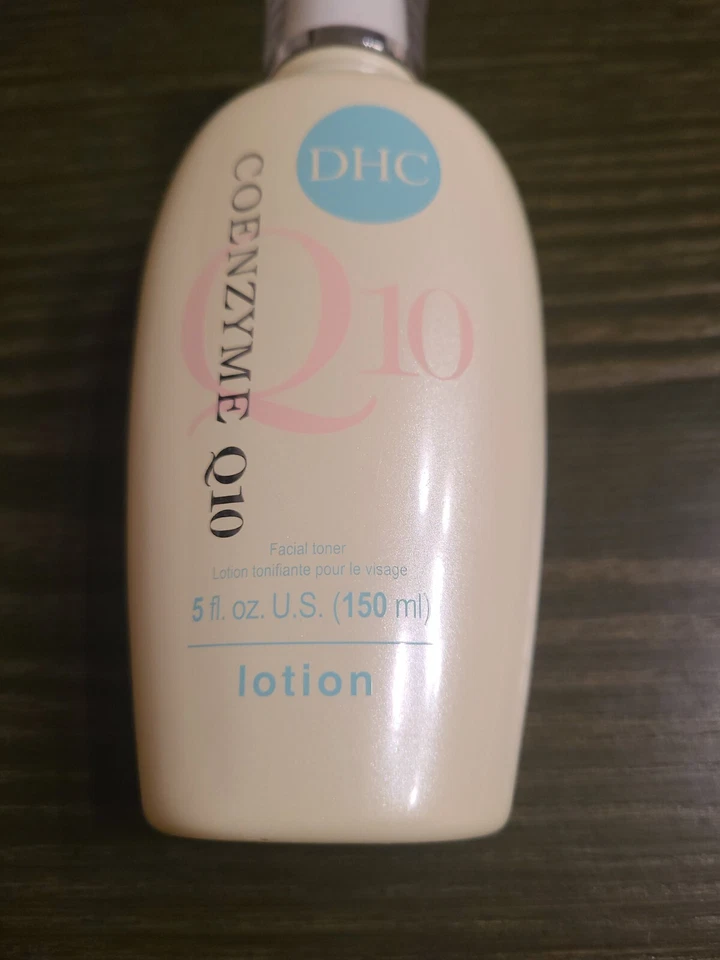 DHC
Q10
COENZYME Q10
Facial toner
Lotion tonifiante pour le visage
5 fl. oz. U.S. (150 ml)
lotion